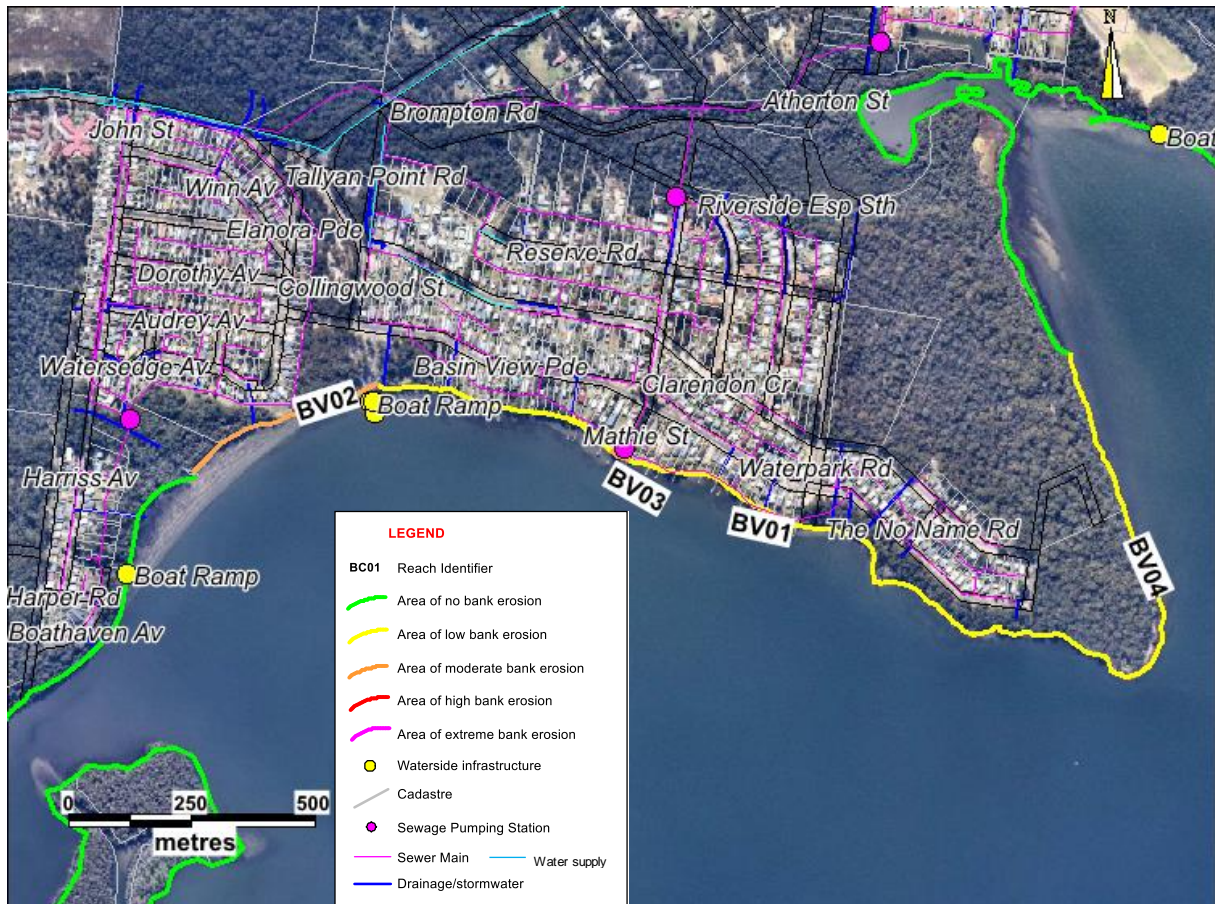 N
Atherton St
Brompton Rd
Boat
John St
Tallyan Point Rd
Winn Av
Riverside Esp Sth
Elanora Pde
Reserve Rd
Dorothy Av
Collingwood St
Audrey Av
Watersedge Av
Basin View Pde
Clarendon Cr
BV02
Boat Ramp
Mathie St
Waterpark Rd
Harriss Av
BV03
BV01
The No Name Rd
BV04
Boat Ramp
Harper Rd
Boathaven Av
LEGEND
BC01 Reach Identifier
Area of no bank erosion
Area of low bank erosion
Area of moderate bank erosion
Area of high bank erosion
Area of extreme bank erosion
Waterside infrastructure
Cadastre
Sewage Pumping Station
Sewer Main Water supply
Drainage/stormwater
0 250 500
metres